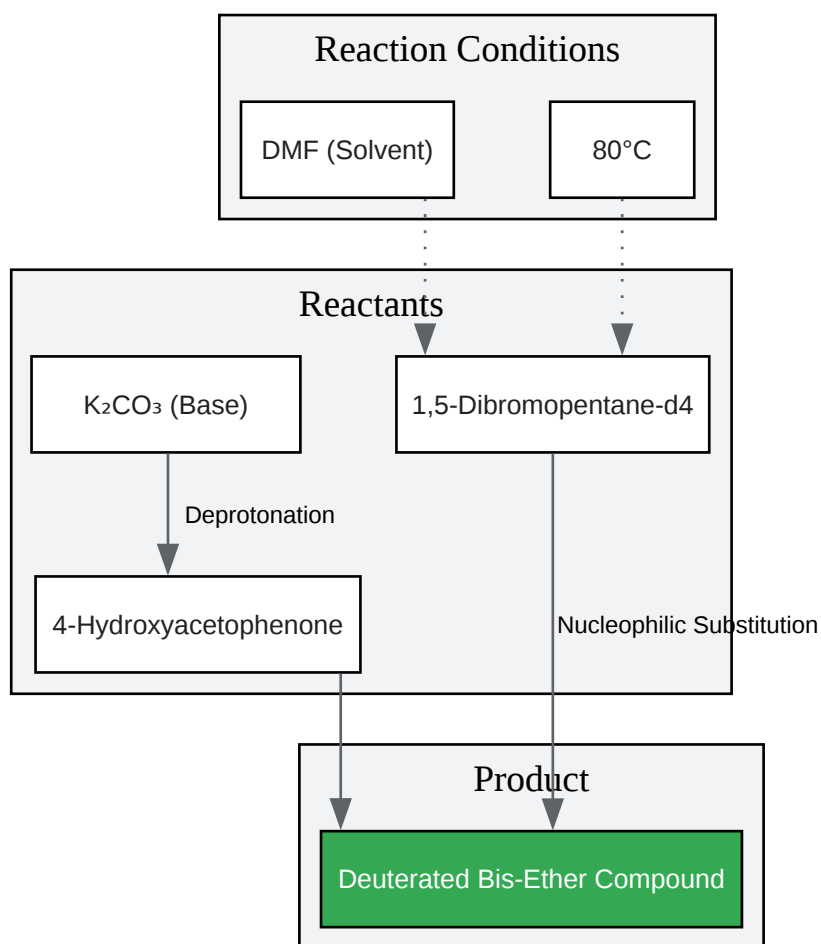 Reaction Conditions
DMF (Solvent)
80°C
Reactants
K₂CO₃ (Base)
1,5-Dibromopentane-d4
Deprotonation
4-Hydroxyacetophenone
Nucleophilic Substitution
Product
Deuterated Bis-Ether Compound